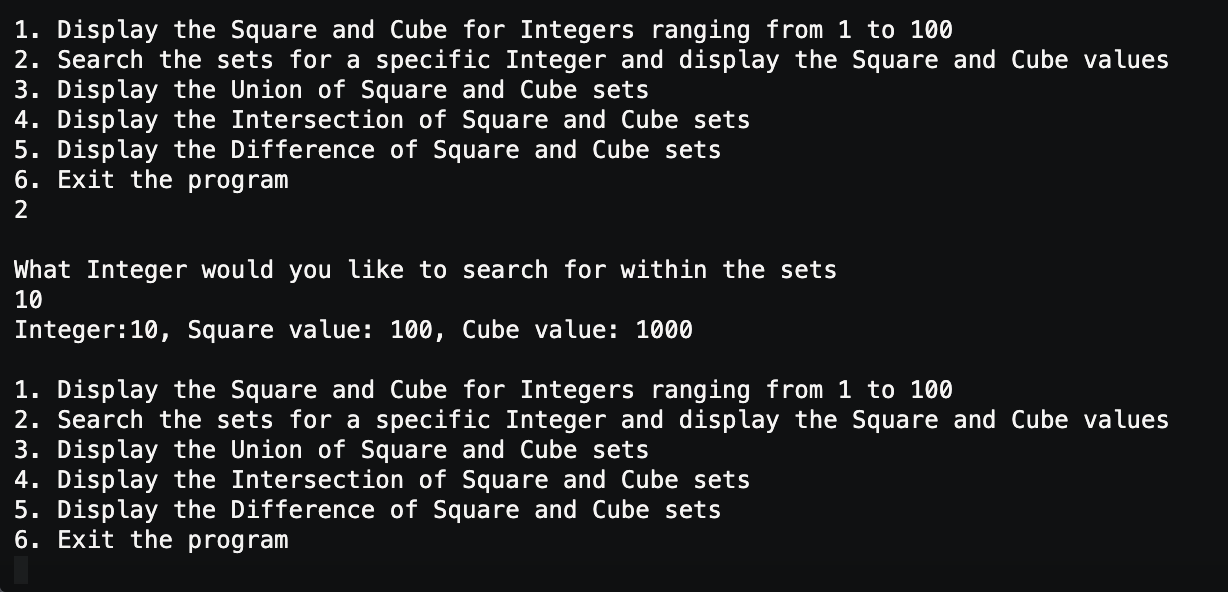 1. Display the Square and Cube for Integers ranging from 1 to 100
2. Search the sets for a specific Integer and display the Square and Cube values
3. Display the Union of Square and Cube sets
4. Display the Intersection of Square and Cube sets
5. Display the Difference of Square and Cube sets
6. Exit the program
2
What Integer would you like to search for within the sets
10
Integer:10, Square value: 100, Cube value: 1000
1. Display the Square and Cube for Integers ranging from 1 to 100
2. Search the sets for a specific Integer and display the Square and Cube values
3. Display the Union of Square and Cube sets
4. Display the Intersection of Square and Cube sets
5. Display the Difference of Square and Cube sets
6. Exit the program